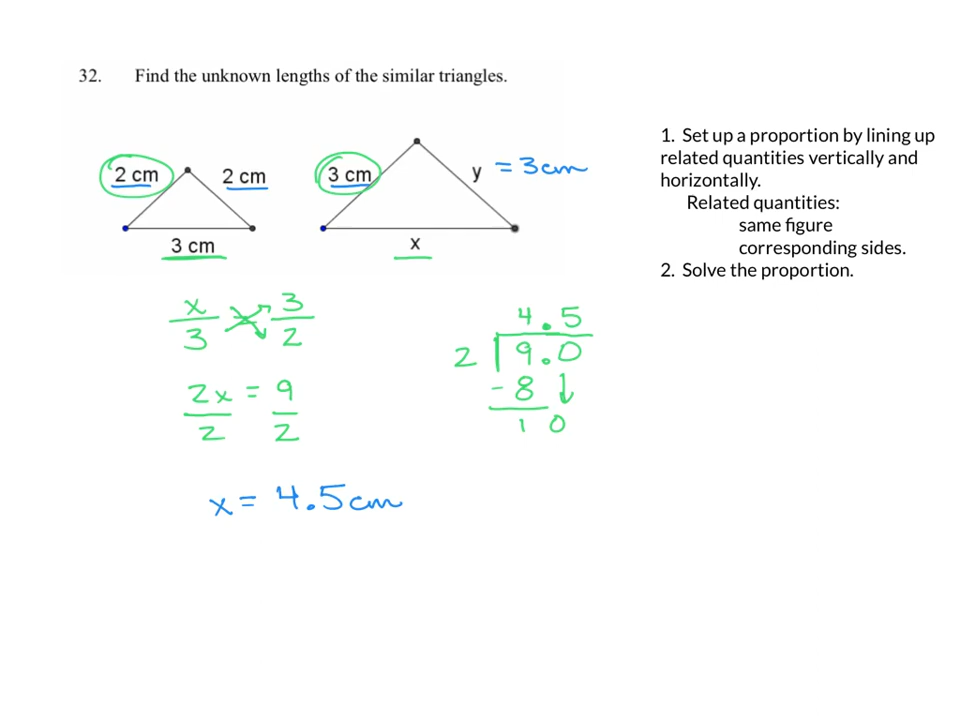 32. Find the unknown lengths of the similar triangles.
2 cm 2 cm 3 cm y = 3cm
3 cm x
1. Set up a proportion by lining up
related quantities vertically and
horizontally.
Related quantities:
same figure
corresponding sides.
2. Solve the proportion.
x 3
3 2
2x = 9
2 2
x = 4.5cm
4.5
2 9.0
-8 ↓
10